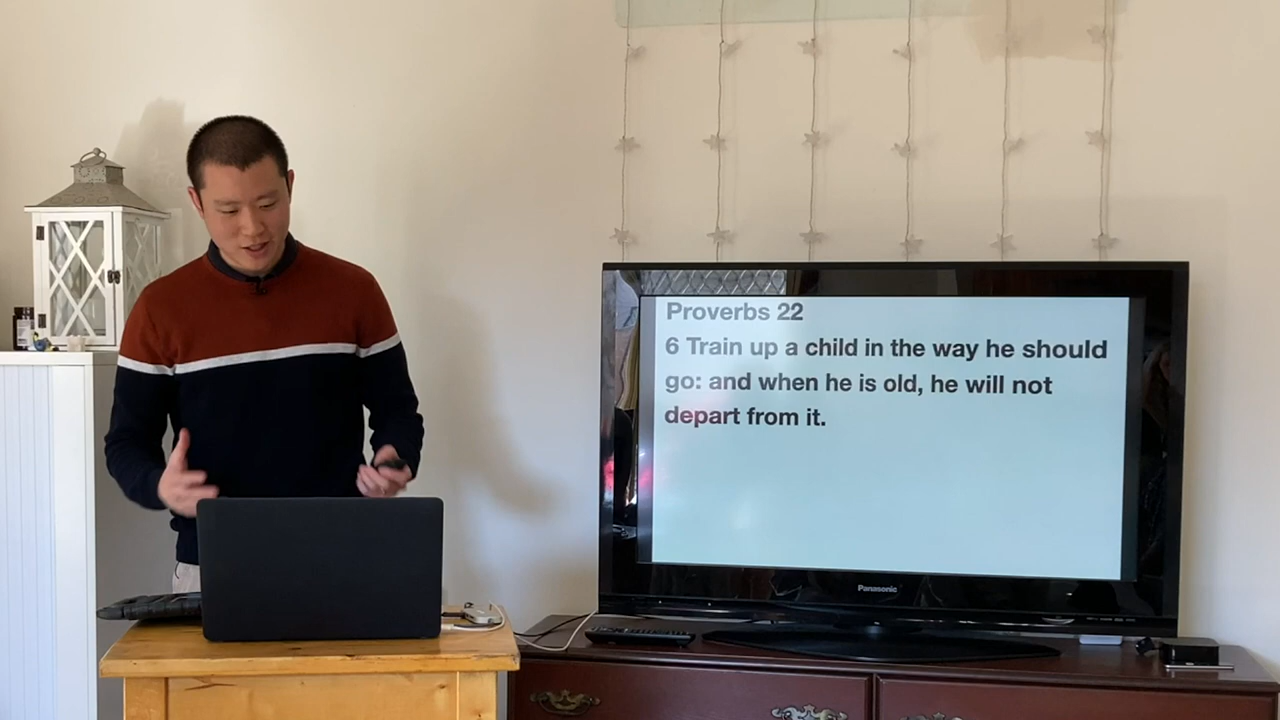 Proverbs 22
6 Train up a child in the way he should
go: and when he is old, he will not
depart from it.
Panasonic